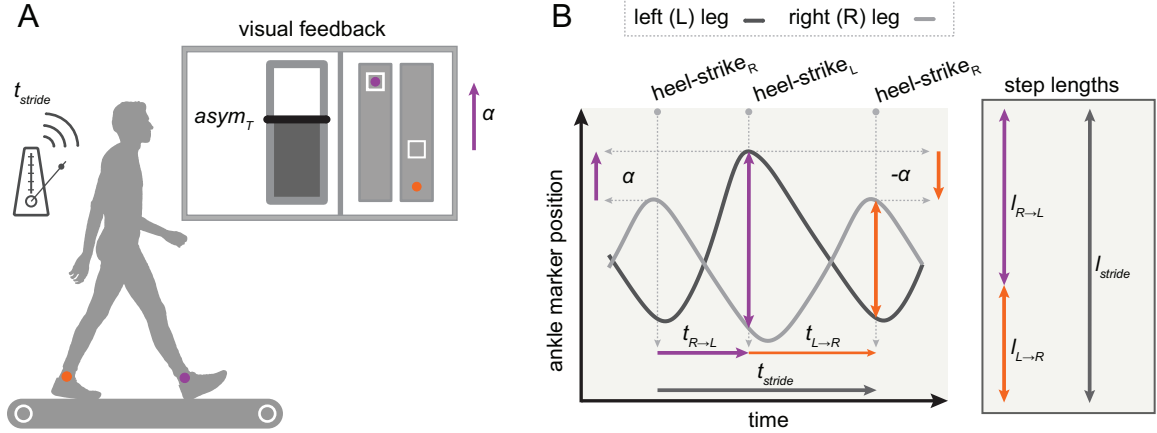 A
visual feedback
t_stride
asym_T
α
B
left (L) leg
right (R) leg
heel-strike_R
heel-strike_L
heel-strike_R
step lengths
ankle marker position
α
-α
t_R→L
t_L→R
t_stride
time
l_R→L
l_L→R
l_stride